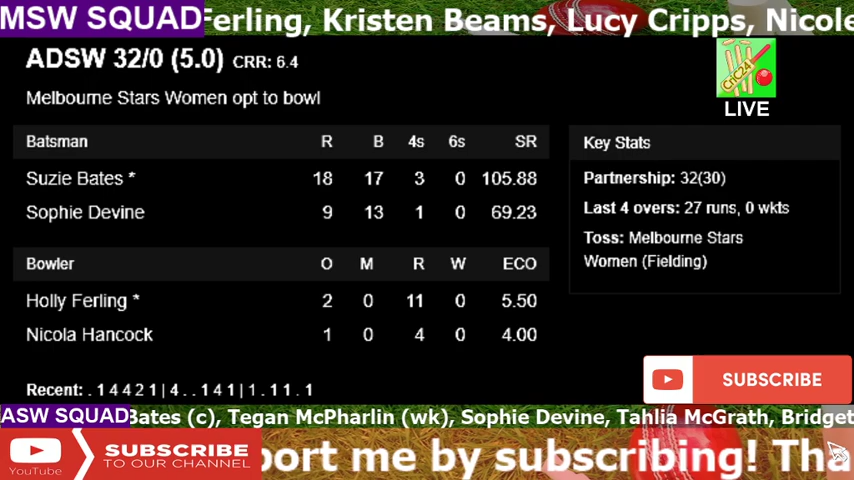 MSW SQUAD Ferling, Kristen Beams, Lucy Cripps, Nicole
ADSW 32/0 (5.0) CRR: 6.4
Melbourne Stars Women opt to bowl
CriC24
LIVE
Batsman R B 4s 6s SR
Suzie Bates * 18 17 3 0 105.88
Sophie Devine 9 13 1 0 69.23
Bowler O M R W ECO
Holly Ferling * 2 0 11 0 5.50
Nicola Hancock 1 0 4 0 4.00
Key Stats
Partnership: 32(30)
Last 4 overs: 27 runs, 0 wkts
Toss: Melbourne Stars
Women (Fielding)
Recent: . 1 4 4 2 1 | 4 . . 1 4 1 | 1 . 1 1 . 1
SUBSCRIBE
ASW SQUAD Bates (c), Tegan McPharlin (wk), Sophie Devine, Tahlia McGrath, Bridget
YouTube
SUBSCRIBE
TO OUR CHANNEL
port me by subscribing! Tha